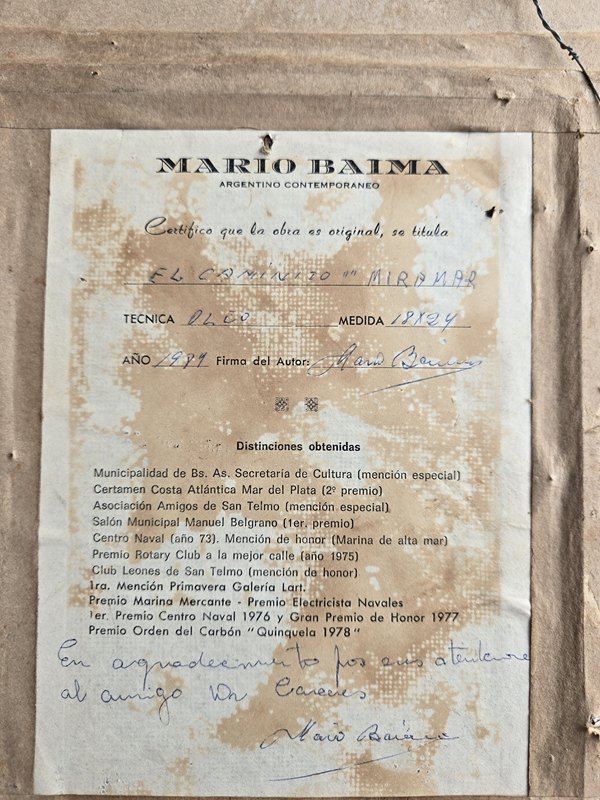 MARIO BAIMA
ARGENTINO CONTEMPORANEO
Certifico que la obra es original, se titula
EL CAMINITO "" MIRAMAR
TECNICA OLEO MEDIDA 18X24
AÑO Firma del Autor: Mario Baima
Distinciones obtenidas
Municipalidad de Bs. As. Secretaría de Cultura (mención especial)
Certamen Costa Atlántica Mar del Plata (2º premio)
Asociación Amigos de San Telmo (mención especial)
Salón Municipal Manuel Belgrano (1er. premio)
Centro Naval (año 73). Mención de honor (Marina de alta mar)
Premio Rotary Club a la mejor calle (año 1975)
Club Leones de San Telmo (mención de honor)
1ra. Mención Primavera Galería Lart.
Premio Marina Mercante - Premio Electricista Navales
1er. Premio Centro Naval 1976 y Gran Premio de Honor 1977
Premio Orden del Carbón "Quinquela 1978"
En agradecimiento por sus atenciones
al amigo Dr Caceres
Mario Baima